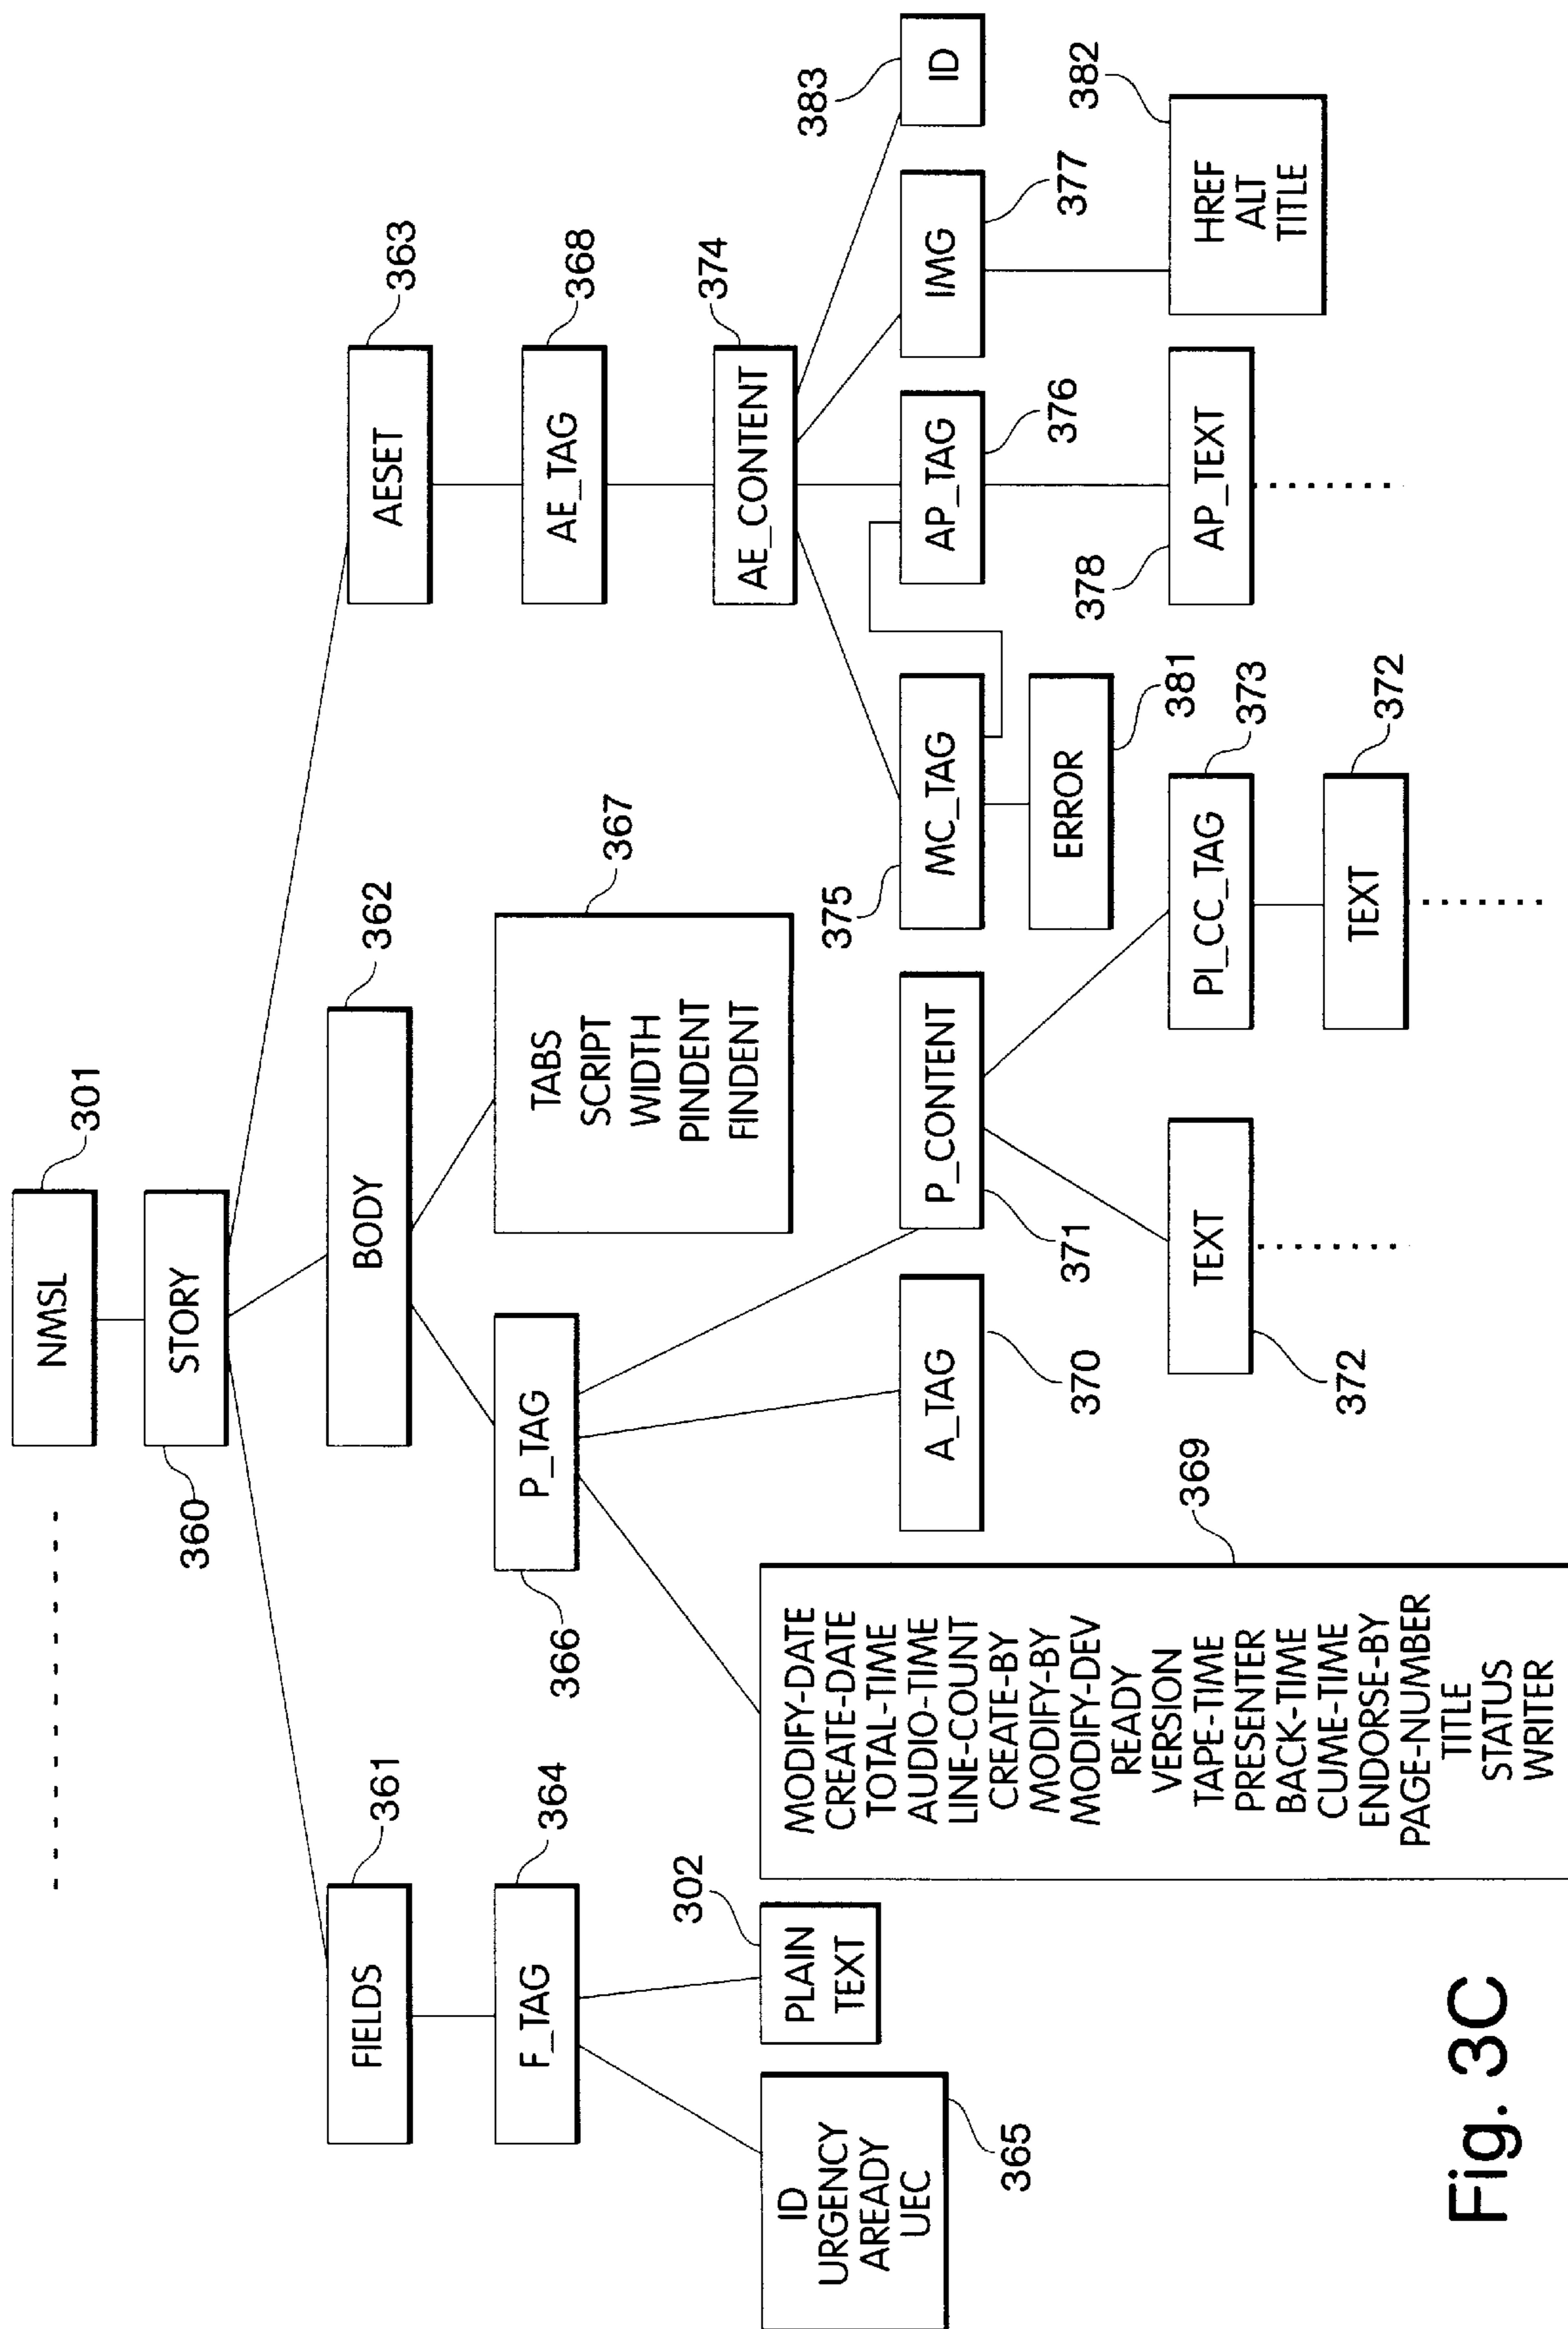 NMSL
301
STORY
360
FIELDS
361
BODY
362
AESET
363
F_TAG
364
P_TAG
366
TABS
SCRIPT
WIDTH
PINDENT
FINDENT
367
AE_TAG
368
ID
URGENCY
AREADY
UEC
365
PLAIN
TEXT
302
MODIFY-DATE
CREATE-DATE
TOTAL-TIME
AUDIO-TIME
LINE-COUNT
CREATE-BY
MODIFY-BY
MODIFY-DEV
READY
VERSION
TAPE-TIME
PRESENTER
BACK-TIME
CUME-TIME
ENDORSE-BY
PAGE-NUMBER
TITLE
STATUS
WRITER
369
AE_CONTENT
374
A_TAG
370
P_CONTENT
371
MC_TAG
375
AP_TAG
376
IMG
377
ID
383
ERROR
381
TEXT
372
PI_CC_TAG
373
TEXT
372
AP_TEXT
378
HREF
ALT
TITLE
382
Fig. 3C